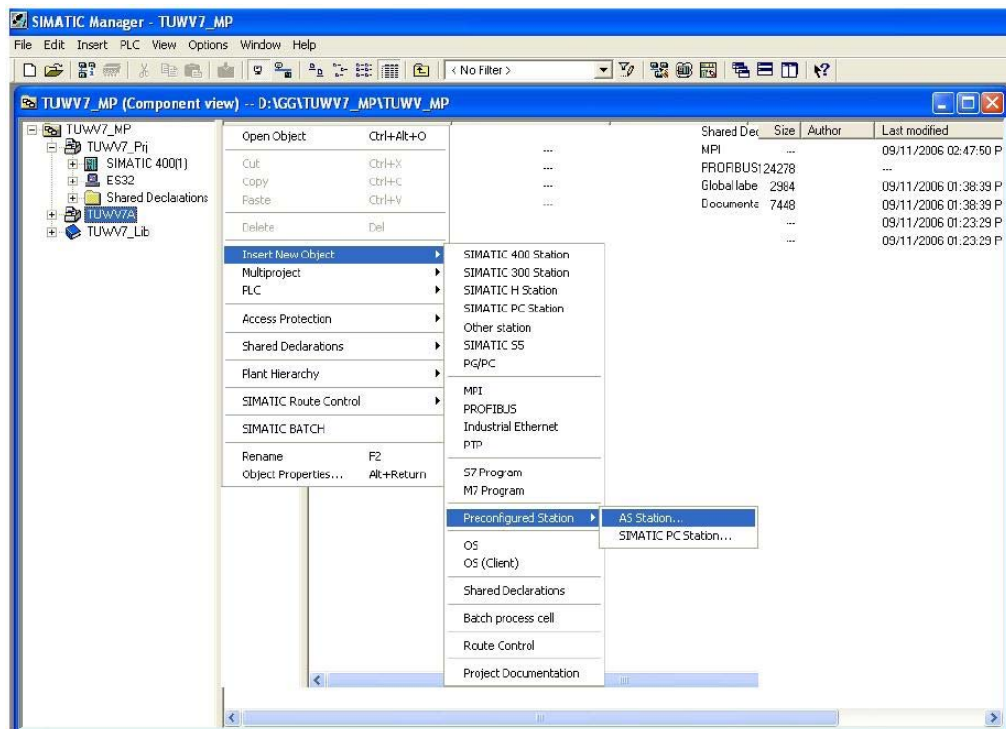 SIMATIC Manager - TUWV7_MP
File Edit Insert PLC View Options Window Help
< No Filter >
TUWV7_MP (Component view) -- D:\GG\TUWV7_MP\TUWV_MP
TUWV7_MP
TUWV7_Prj
SIMATIC 400(1)
ES32
Shared Declarations
TUWV7A
TUWV7_Lib
Open Object Ctrl+Alt+O
Cut Ctrl+X
Copy Ctrl+C
Paste Ctrl+V
Delete Del
Insert New Object
Multiproject
PLC
Access Protection
Shared Declarations
Plant Hierarchy
SIMATIC Route Control
SIMATIC BATCH
Rename F2
Object Properties... Alt+Return
SIMATIC 400 Station
SIMATIC 300 Station
SIMATIC H Station
SIMATIC PC Station
Other station
SIMATIC S5
PG/PC
MPI
PROFIBUS
Industrial Ethernet
PTP
S7 Program
M7 Program
Preconfigured Station
OS
OS (Client)
Shared Declarations
Batch process cell
Route Control
Project Documentation
AS Station...
SIMATIC PC Station...
Shared Dec Size Author Last modified
--- MPI --- 09/11/2006 02:47:50 P
--- PROFIBUS 124278 ---
--- Global labe 2984 09/11/2006 01:38:39 P
--- Documenta 7448 09/11/2006 01:38:39 P
--- 09/11/2006 01:23:29 P
--- 09/11/2006 01:23:29 P